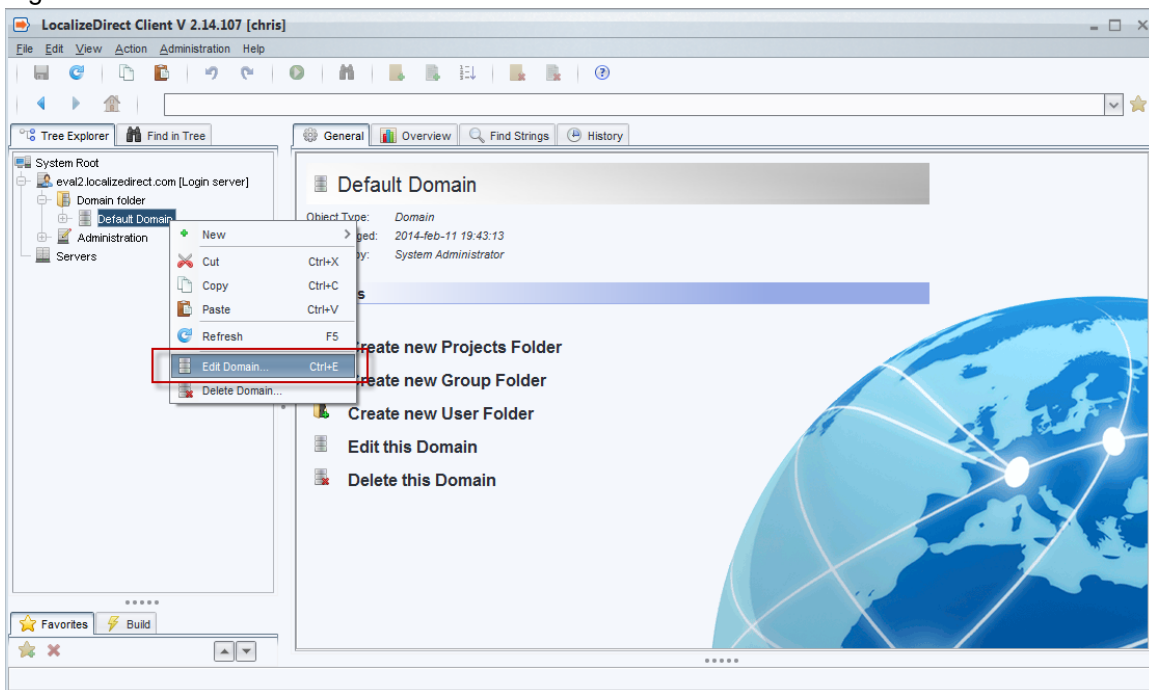 LocalizeDirect Client V 2.14.107 [chris]
File Edit View Action Administration Help
Tree Explorer Find in Tree General Overview Find Strings History
System Root
eval2.localizedirect.com [Login server]
Domain folder
Default Domain
Administration
Servers
New
Cut Ctrl+X
Copy Ctrl+C
Paste Ctrl+V
Refresh F5
Edit Domain... Ctrl+E
Delete Domain...
Default Domain
Object Type: Domain
ged: 2014-feb-11 19:43:13
by: System Administrator
s
Create new Projects Folder
Create new Group Folder
Create new User Folder
Edit this Domain
Delete this Domain
Favorites Build